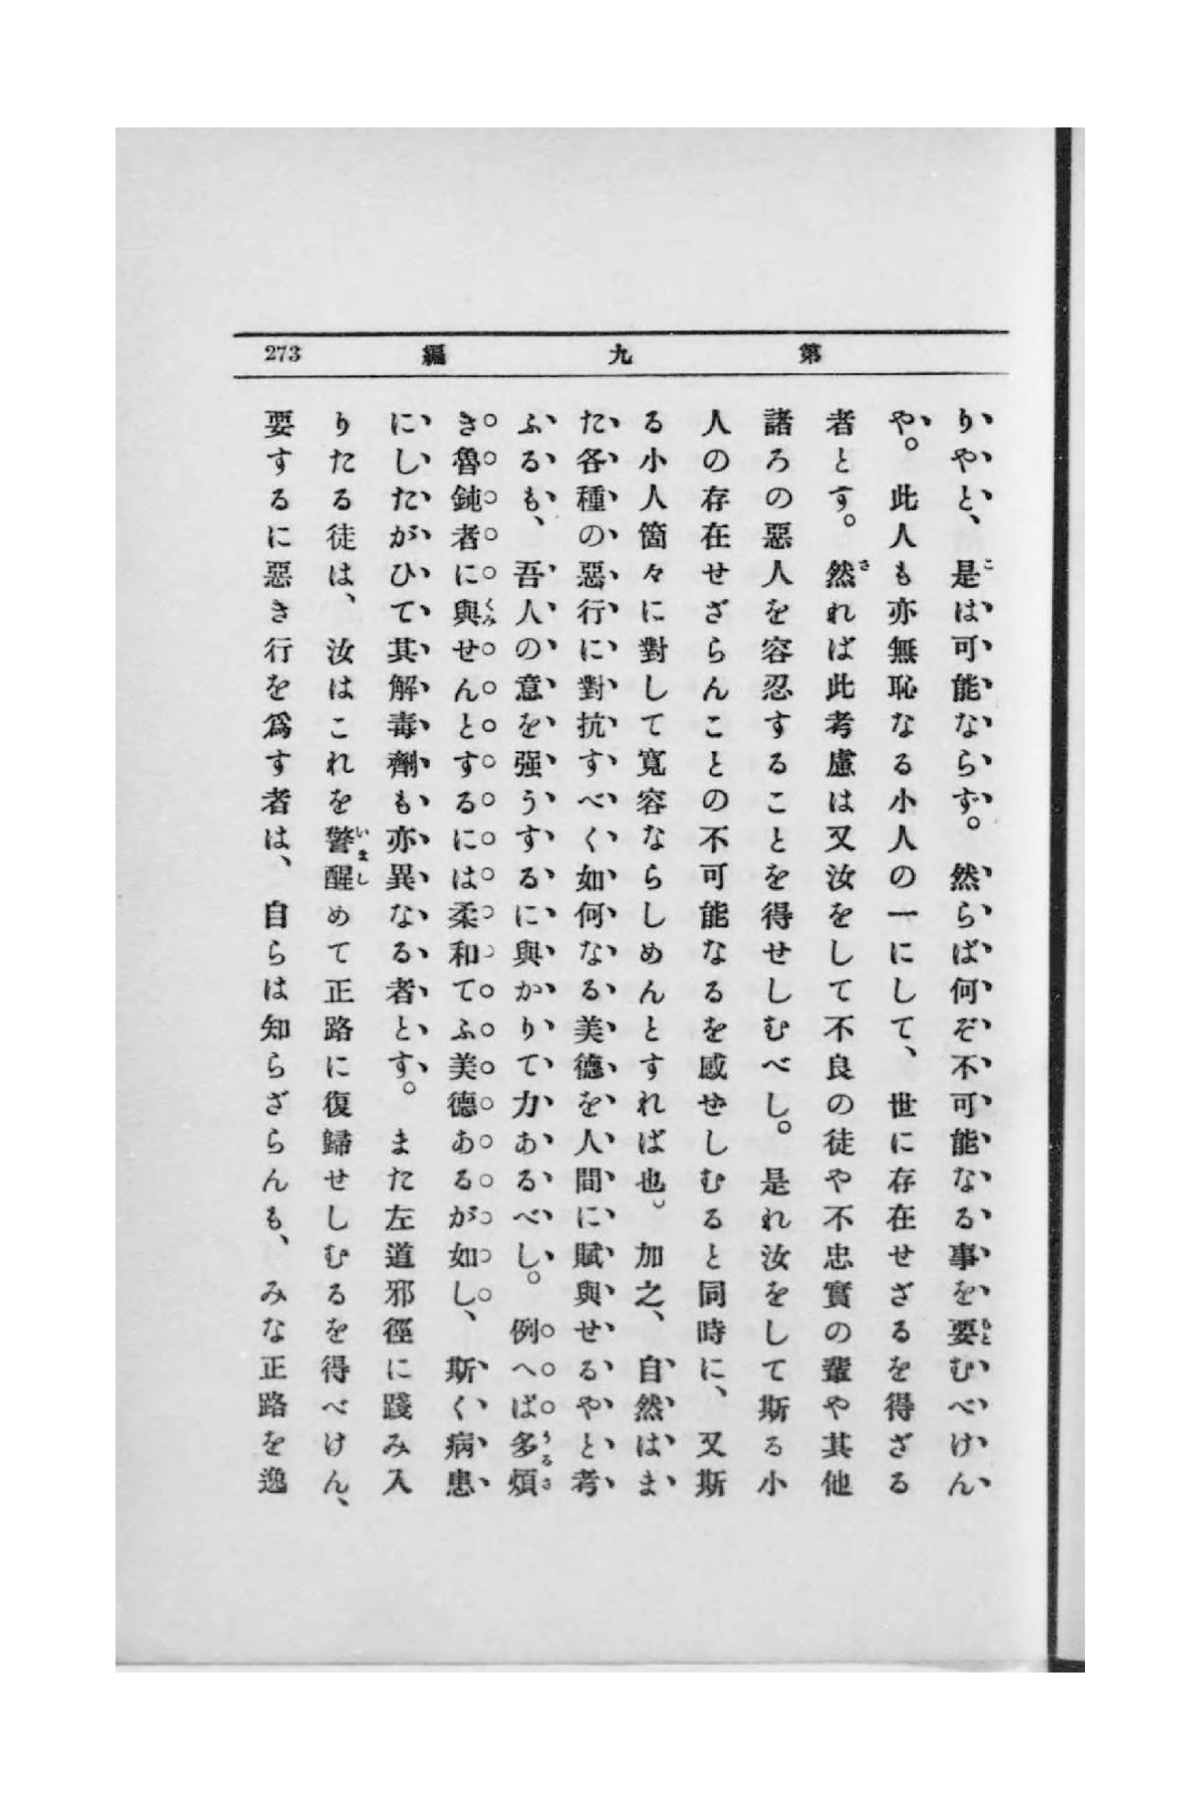 第九編
273
りやと、是は可能ならず。然らば何ぞ不可能なる事を要むべけん
や。此人も亦無恥なる小人の一にして、世に存在せざるを得ざる
者とす。然れば此考慮は又汝をして不良の徒や不忠實の輩や其他
諸ろの惡人を容忍することを得せしむべし。是れ汝をして斯る小
人の存在せざらんことの不可能なるを感せしむると同時に、又斯
る小人箇々に對して寬容ならしめんとすれば也。加之、自然はま
た各種の惡行に對抗すべく如何なる美德を人間に賦與せるやと考
ふるも、吾人の意を强うするに與かりて力あるべし。例へば多煩
き魯鈍者に與せんとするには柔和てふ美德あるが如し、斯く病患
にしたがひて其解毒劑も亦異なる者とす。また左道邪徑に踐み入
りたる徒は、汝はこれを警醒めて正路に復歸せしむるを得べけん、
要するに惡き行を爲す者は、自らは知らざらんも、みな正路を逸